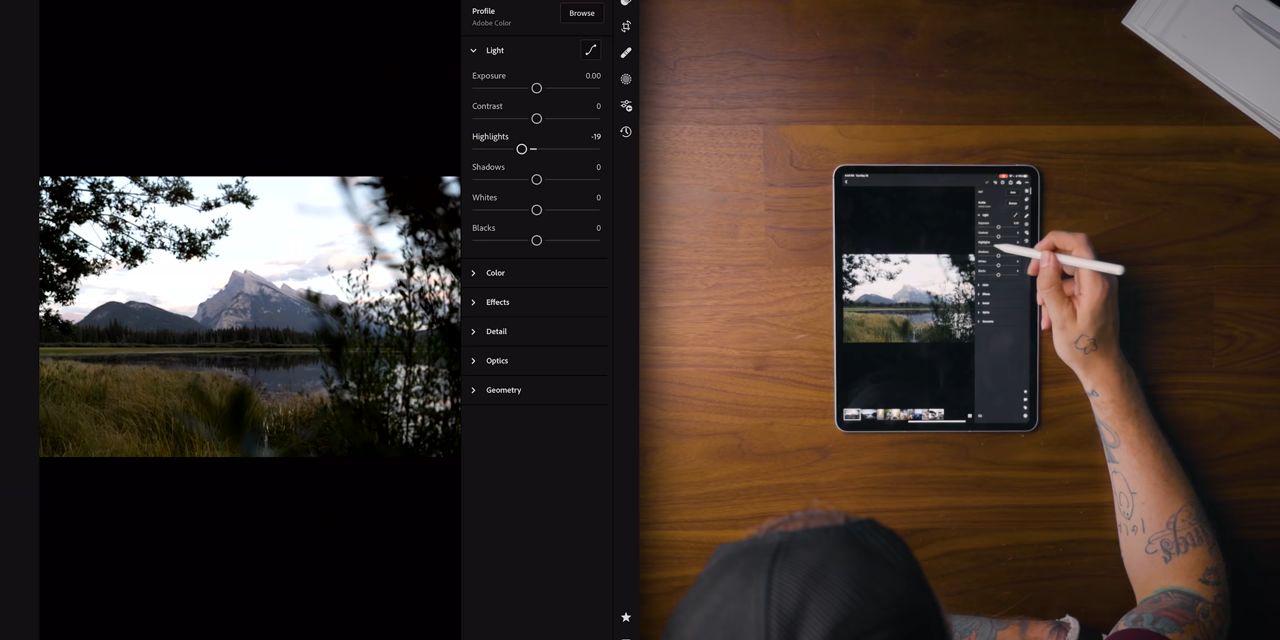 Profile
Adobe Color
Browse
Light
Exposure 0.00
Contrast 0
Highlights -19
Shadows 0
Whites 0
Blacks 0
Color
Effects
Detail
Optics
Geometry